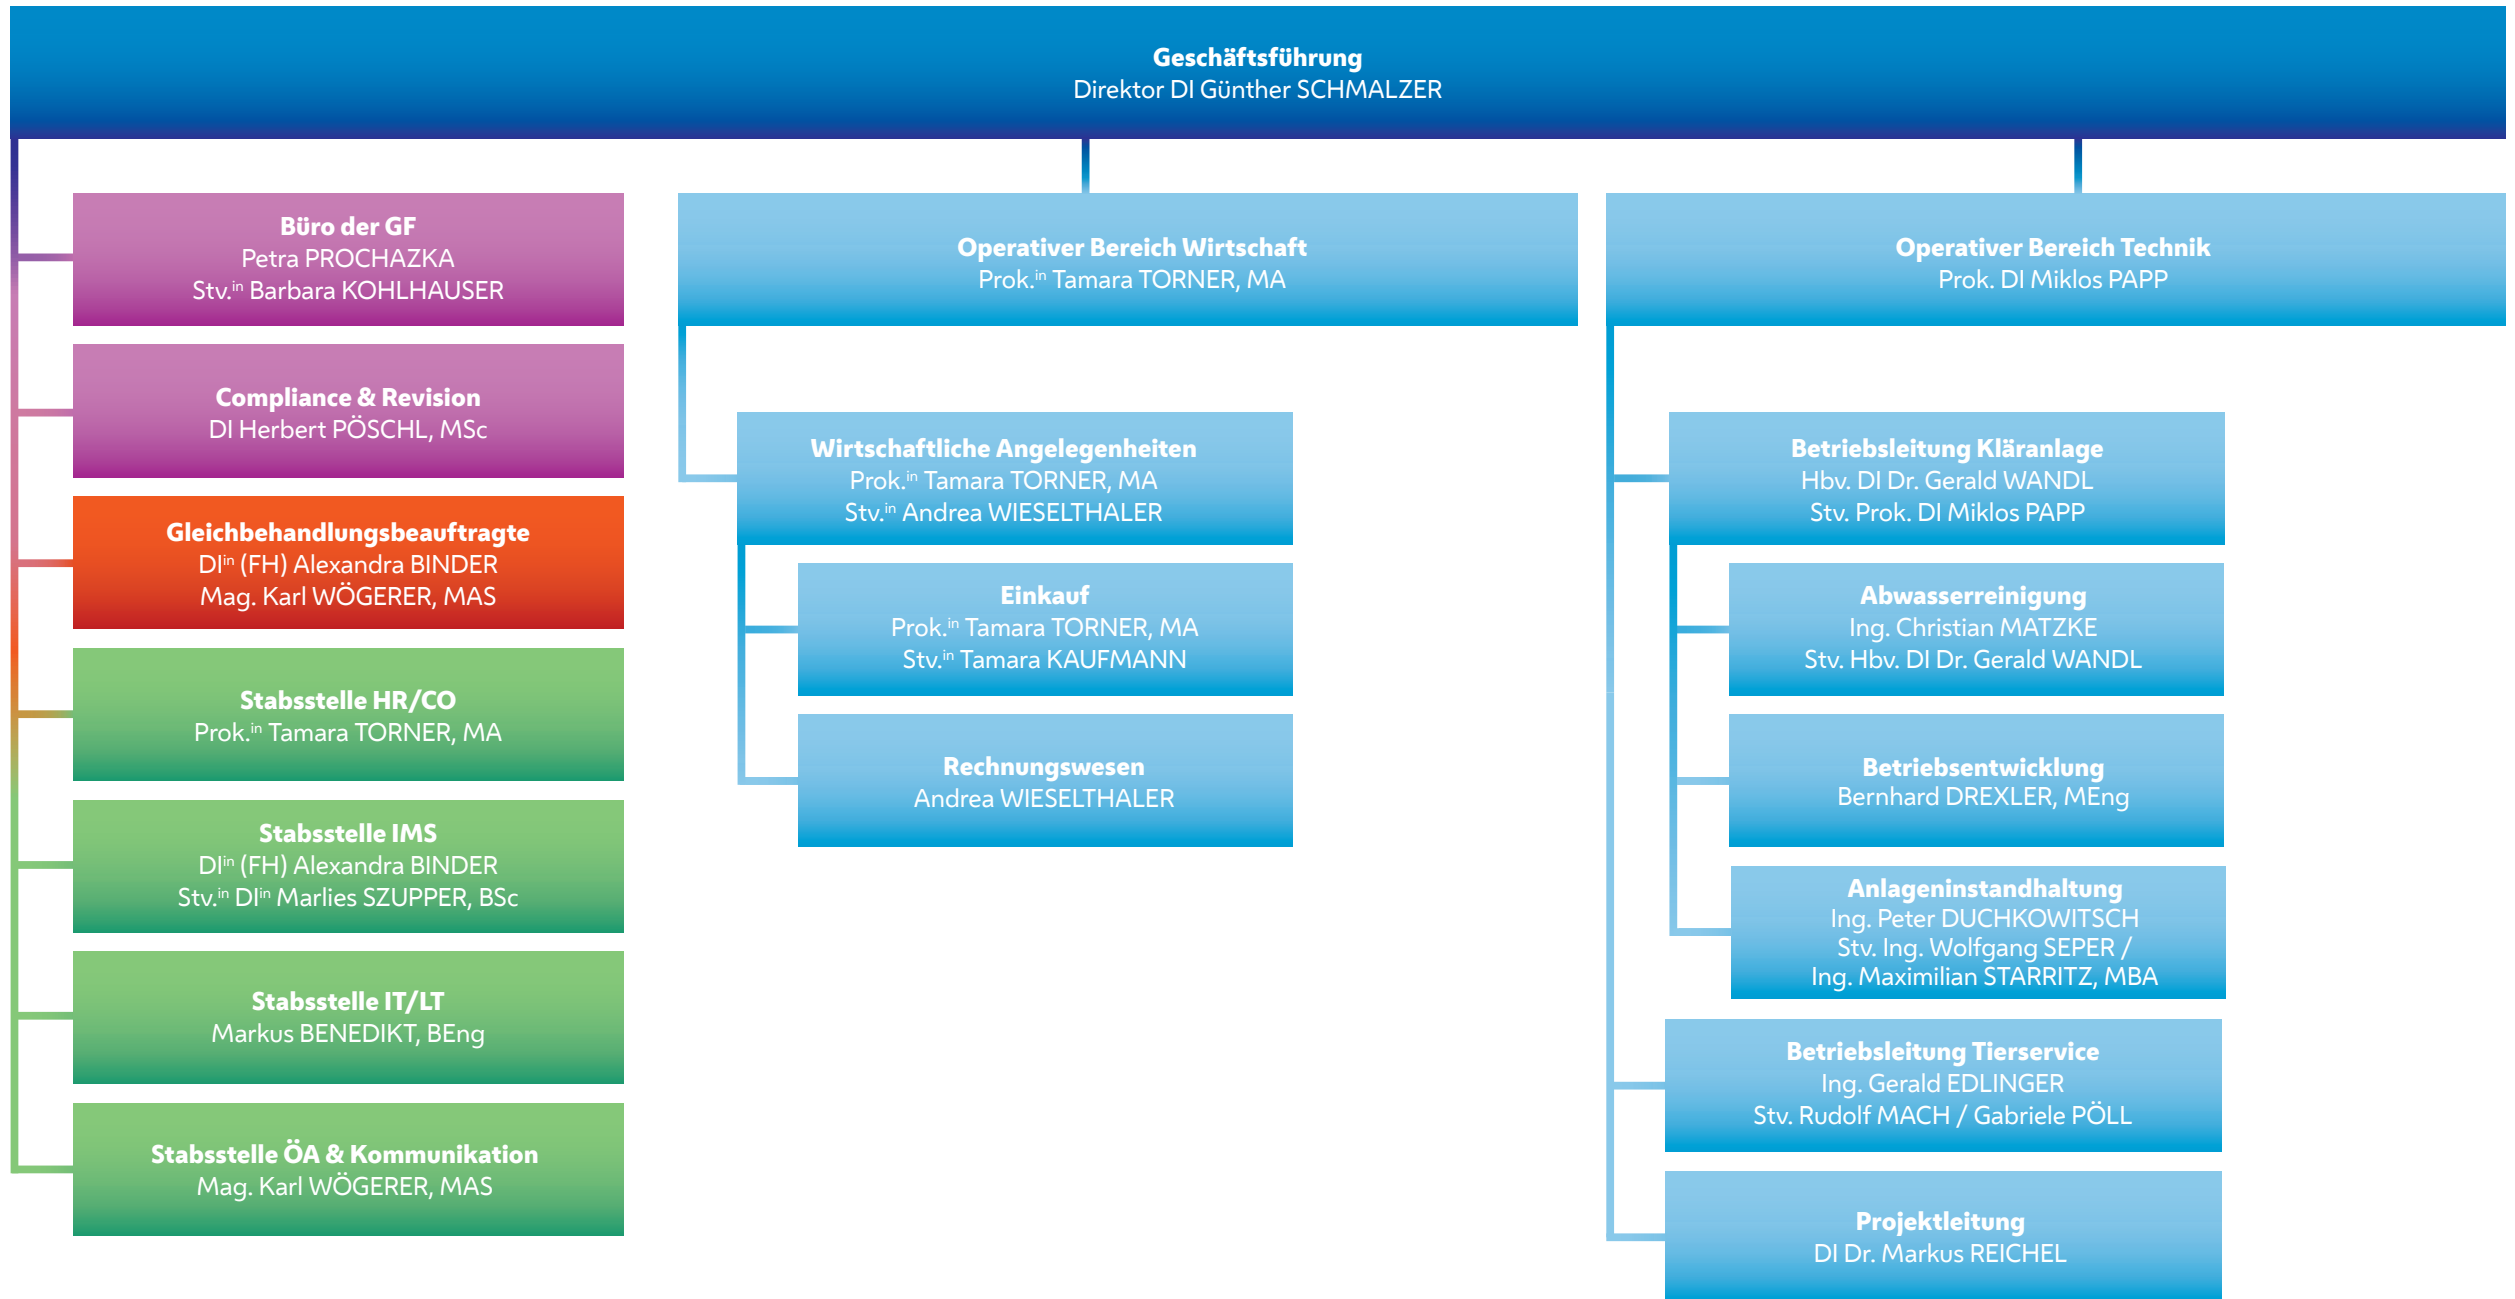 Geschäftsführung
Direktor DI Günther SCHMALZER
Büro der GF
Petra PROCHAZKA
Stv.in Barbara KOHLHAUSER
Compliance & Revision
DI Herbert PÖSCHL, MSc
Gleichbehandlungsbeauftragte
DIin (FH) Alexandra BINDER
Mag. Karl WÖGERER, MAS
Stabsstelle HR/CO
Prok.in Tamara TORNER, MA
Stabsstelle IMS
DIin (FH) Alexandra BINDER
Stv.in DIin Marlies SZUPPER, BSc
Stabsstelle IT/LT
Markus BENEDIKT, BEng
Stabsstelle ÖA & Kommunikation
Mag. Karl WÖGERER, MAS
Operativer Bereich Wirtschaft
Prok.in Tamara TORNER, MA
Wirtschaftliche Angelegenheiten
Prok.in Tamara TORNER, MA
Stv.in Andrea WIESELTHALER
Einkauf
Prok.in Tamara TORNER, MA
Stv.in Tamara KAUFMANN
Rechnungswesen
Andrea WIESELTHALER
Operativer Bereich Technik
Prok. DI Miklos PAPP
Betriebsleitung Kläranlage
Hbv. DI Dr. Gerald WANDL
Stv. Prok. DI Miklos PAPP
Abwasserreinigung
Ing. Christian MATZKE
Stv. Hbv. DI Dr. Gerald WANDL
Betriebsentwicklung
Bernhard DREXLER, MEng
Anlageninstandhaltung
Ing. Peter DUCHKOWITSCH
Stv. Ing. Wolfgang SEPER /
Ing. Maximilian STARRITZ, MBA
Betriebsleitung Tierservice
Ing. Gerald EDLINGER
Stv. Rudolf MACH / Gabriele PÖLL
Projektleitung
DI Dr. Markus REICHEL